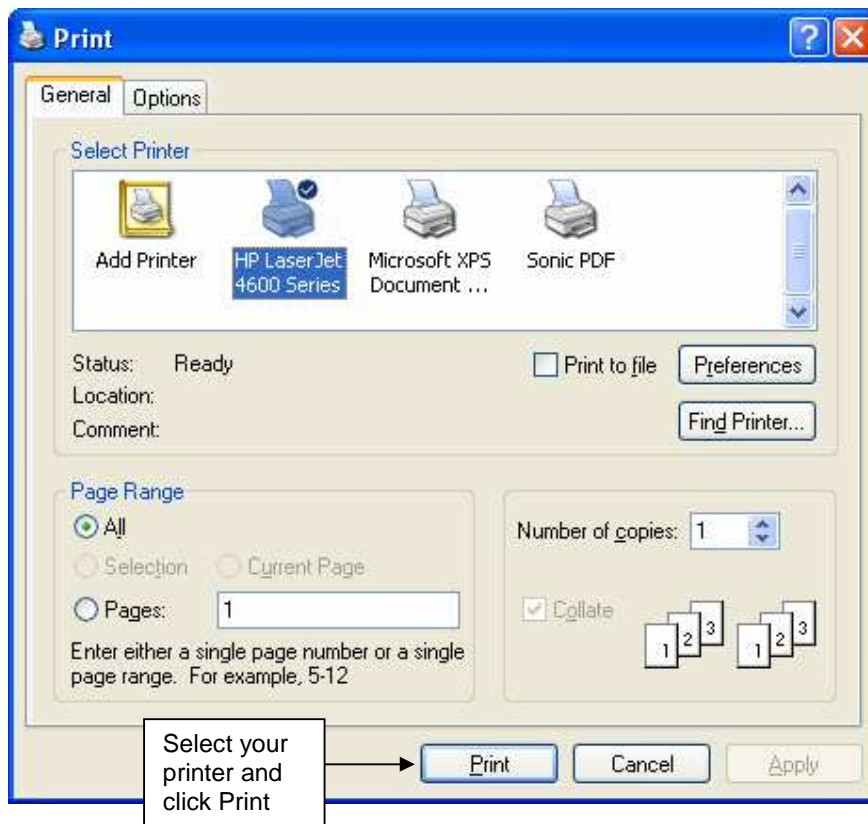 Print
General Options
Select Printer
Add Printer
HP LaserJet
4600 Series
Microsoft XPS
Document ...
Sonic PDF
Status: Ready
Print to file
Preferences
Location:
Comment:
Find Printer...
Page Range
All
Selection Current Page
Pages: 1
Enter either a single page number or a single
page range. For example, 5-12
Number of copies: 1
Collate
1 2 3 1 2 3
Select your
printer and
click Print
Print Cancel Apply